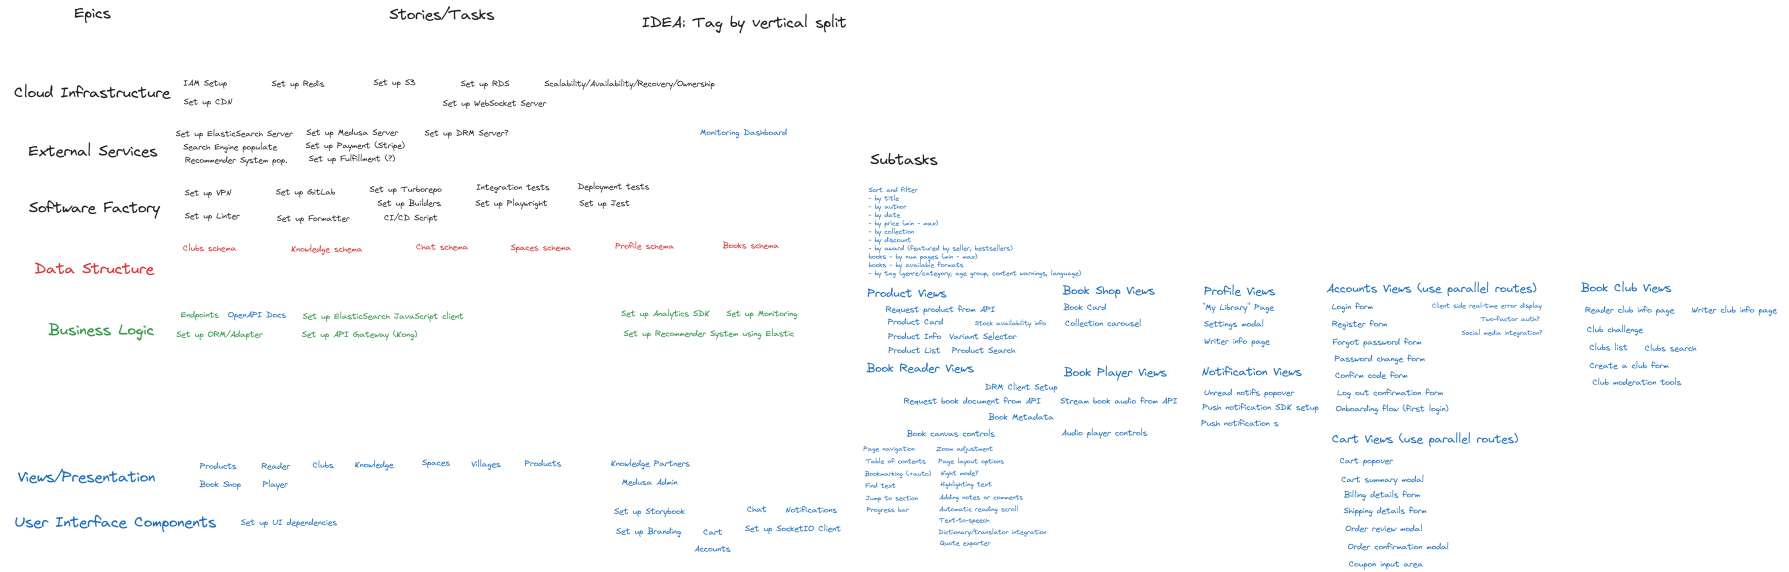 Epics
Stories/Tasks
IDEA: Tag by vertical split
Cloud Infrastructure
IAM Setup
Set up Redis
Set up S3
Set up RDS
Scalability/Availability/Recovery/Ownership
Set up CDN
Set up WebSocket Server
External Services
Set up ElasticSearch Server
Set up Medusa Server
Set up DRM Server?
Monitoring Dashboard
Search Engine populate
Set up Payment (Stripe)
Recommender System pop.
Set up Fulfillment (?)
Software Factory
Set up VPN
Set up GitLab
Set up Turborepo
Integration tests
Deployment tests
Set up Builders
Set up Playwright
Set up Jest
Set up Linter
Set up Formatter
CI/CD Script
Data Structure
Clubs schema
Knowledge schema
Chat schema
Spaces schema
Profile schema
Books schema
Business Logic
Endpoints
OpenAPI Docs
Set up ElasticSearch JavaScript client
Set up Analytics SDK
Set up Monitoring
Set up ORM/Adapter
Set up API Gateway (Kong)
Set up Recommender System using Elastic
Views/Presentation
Products
Reader
Clubs
Knowledge
Spaces
Villages
Products
Knowledge Partners
Book Shop
Player
Medusa Admin
User Interface Components
Set up UI dependencies
Set up Storybook
Chat
Notifications
Set up Branding
Cart
Set up SocketIO Client
Accounts
Subtasks
Sort and filter
- by title
- by author
- by date
- by price (min - max)
- by collection
- by discount
- by award (featured by seller, bestsellers)
books - by num pages (min - max)
books - by available formats
- by tag (genre/category, age group, content warnings, language)
Product Views
Request product from API
Product Card
Stock availability info
Product Info
Variant Selector
Product List
Product Search
Book Reader Views
DRM Client Setup
Request book document from API
Book Metadata
Book canvas controls
Page navigation
Zoom adjustment
Table of contents
Page layout options
Bookmarking (+auto)
Night mode?
Find text
Highlighting text
Jump to section
Adding notes or comments
Progress bar
Automatic reading scroll
Text-to-speech
Dictionary/translator integration
Quote exporter
Book Shop Views
Book Card
Collection carousel
Book Player Views
Stream book audio from API
Audio player controls
Profile Views
"My Library" Page
Settings modal
Writer info page
Notification Views
Unread notifs popover
Push notification SDK setup
Push notification s
Accounts Views (use parallel routes)
Login form
Client side real-time error display
Register form
Two-factor auth?
Social media integration?
Forgot password form
Password change form
Confirm code form
Log out confirmation form
Onboarding flow (first login)
Cart Views (use parallel routes)
Cart popover
Cart summary modal
Billing details form
Shipping details form
Order review modal
Order confirmation modal
Coupon input area
Book Club Views
Reader club info page
Writer club info page
Club challenge
Clubs list
Clubs search
Create a club form
Club moderation tools